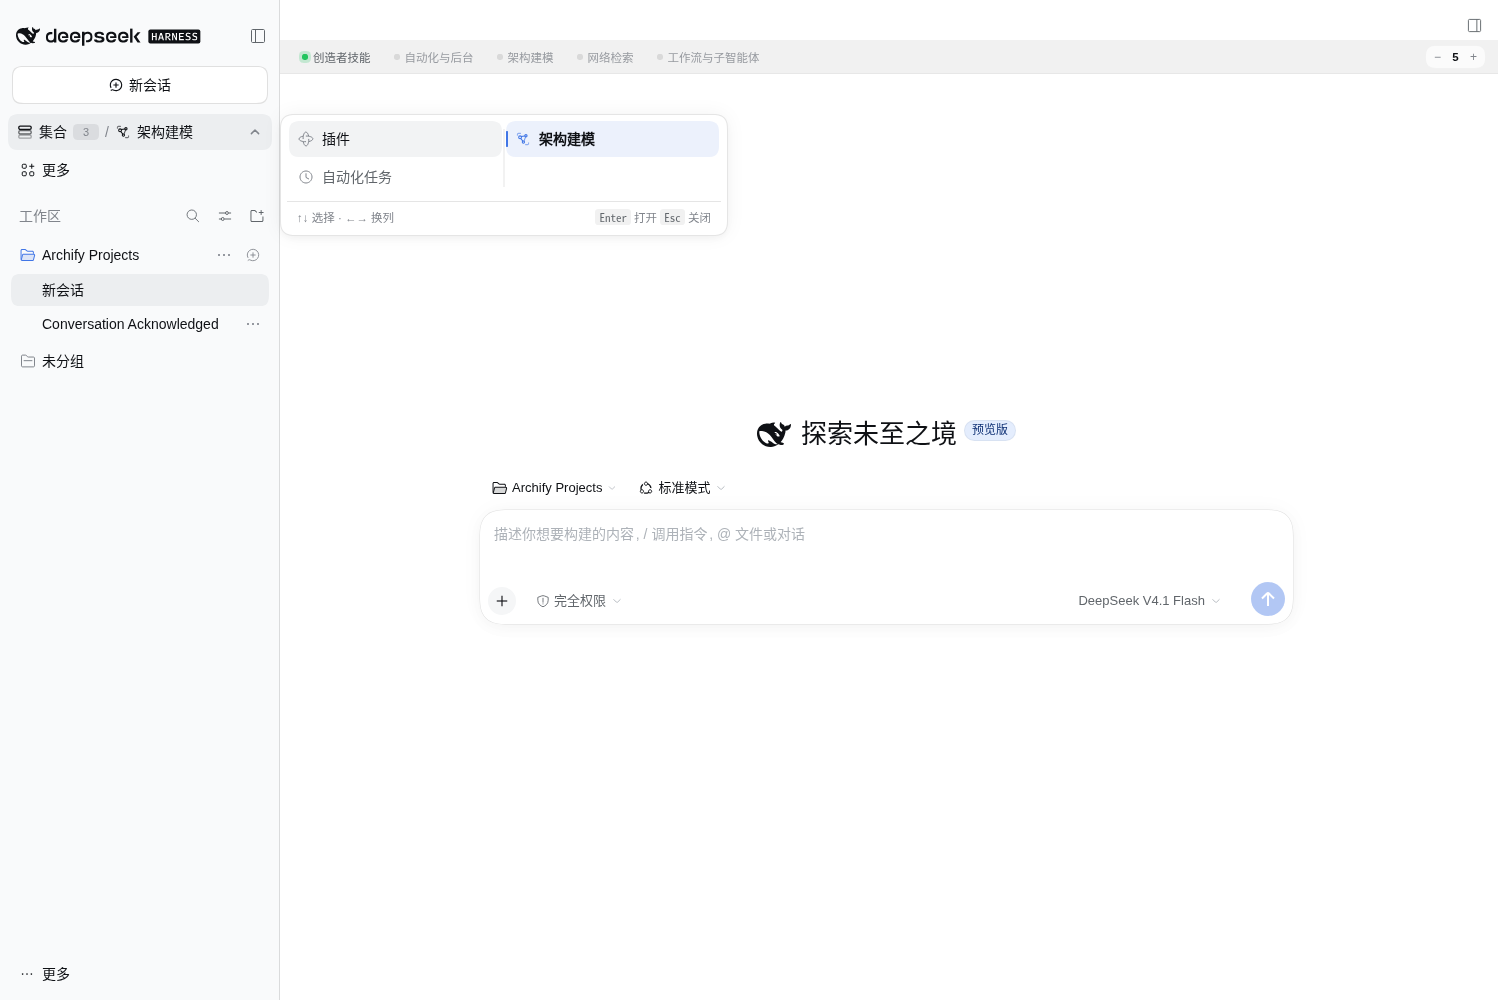 deepseek HARNESS
新会话
集合 3 / 架构建模
更多
工作区
Archify Projects
新会话
Conversation Acknowledged
未分组
更多
创造者技能 自动化与后台 架构建模 网络检索 工作流与子智能体 − 5 +
插件 架构建模
自动化任务
↑↓ 选择 · ←→ 换列 Enter 打开 Esc 关闭
探索未至之境 预览版
Archify Projects 标准模式
描述你想要构建的内容, / 调用指令, @ 文件或对话
完全权限 DeepSeek V4.1 Flash